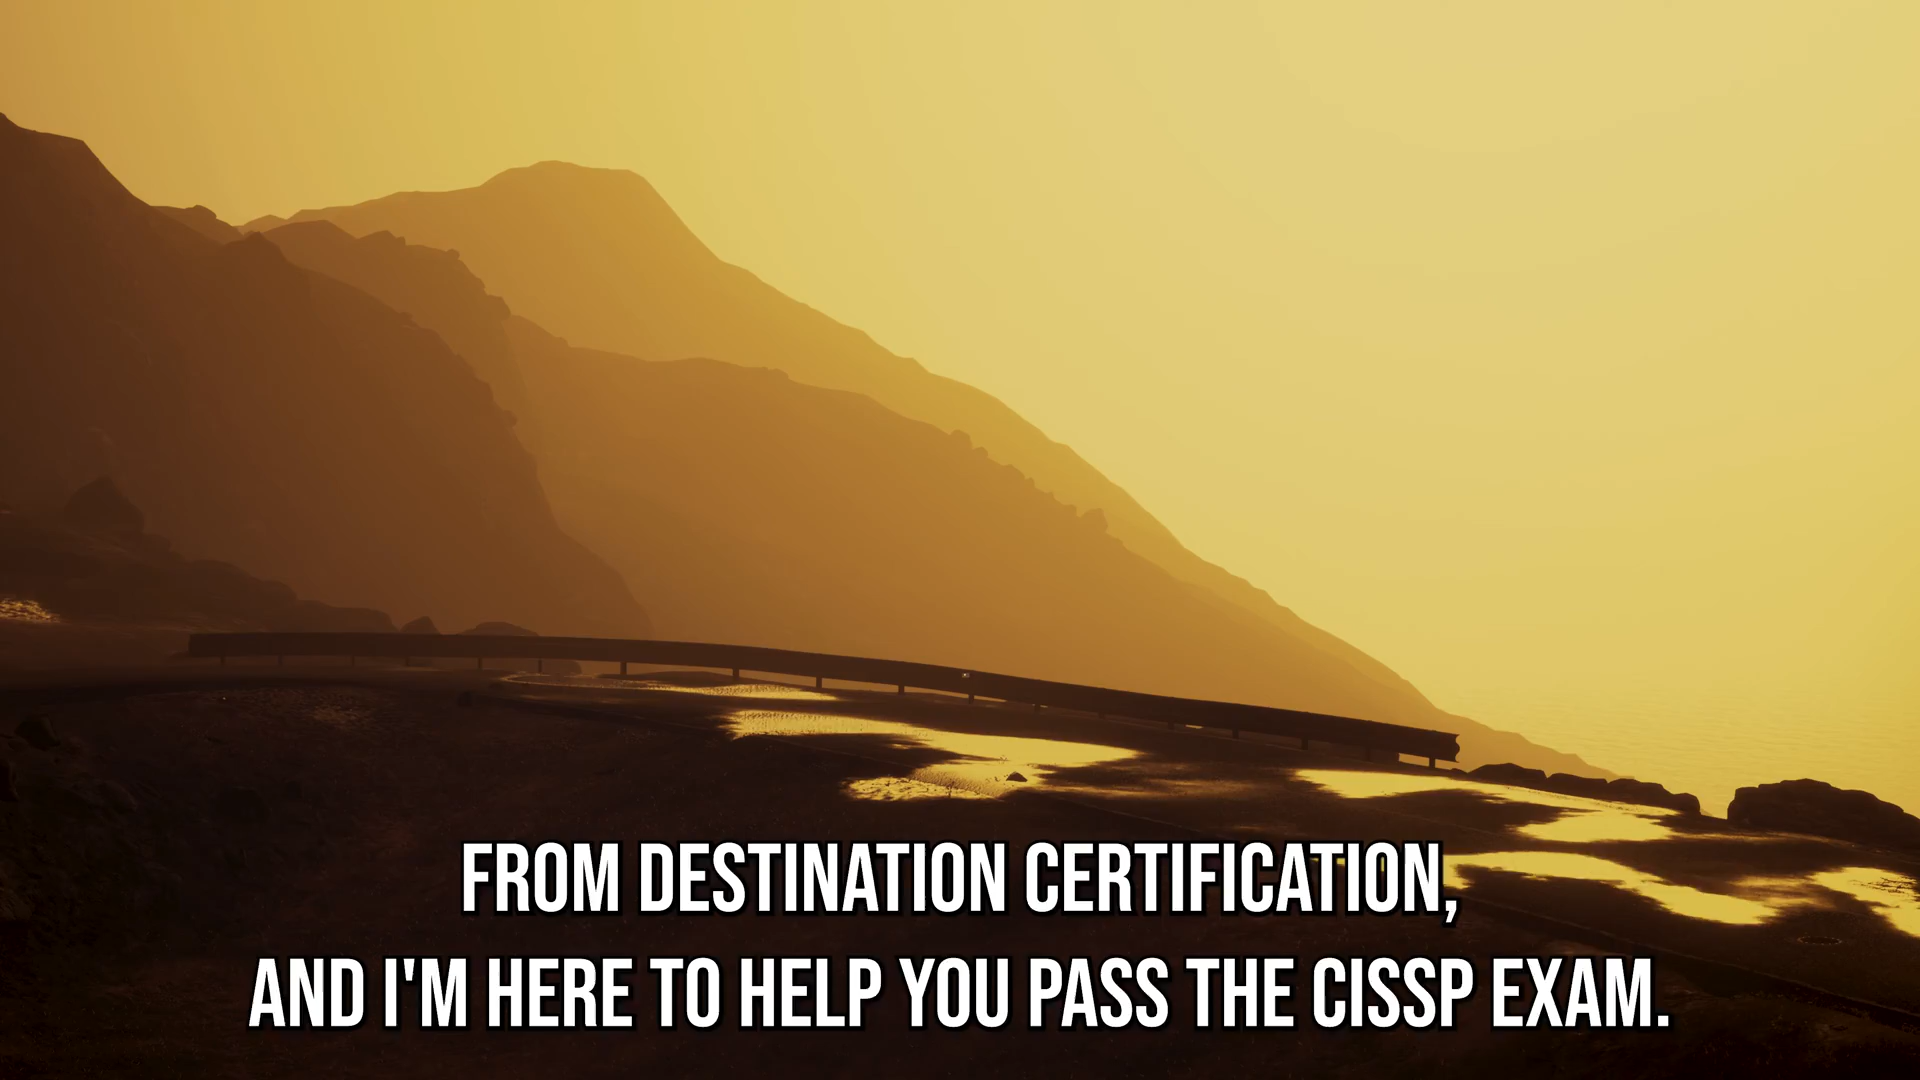 FROM DESTINATION CERTIFICATION,
AND I'M HERE TO HELP YOU PASS THE CISSP EXAM.